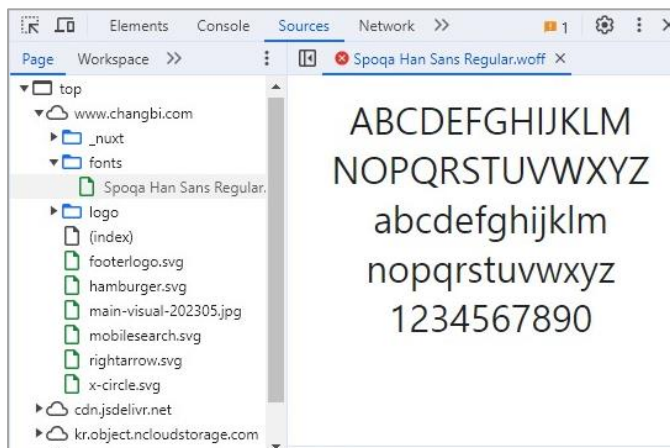 Elements Console Sources Network 1
Page Workspace Spoqa Han Sans Regular.woff
top
www.changbi.com
_nuxt
fonts
Spoqa Han Sans Regular.
logo
(index)
footerlogo.svg
hamburger.svg
main-visual-202305.jpg
mobilesearch.svg
rightarrow.svg
x-circle.svg
cdn.jsdelivr.net
kr.object.ncloudstorage.com
ABCDEFGHIJKLM
NOPQRSTUVWXYZ
abcdefghijklm
nopqrstuvwxyz
1234567890